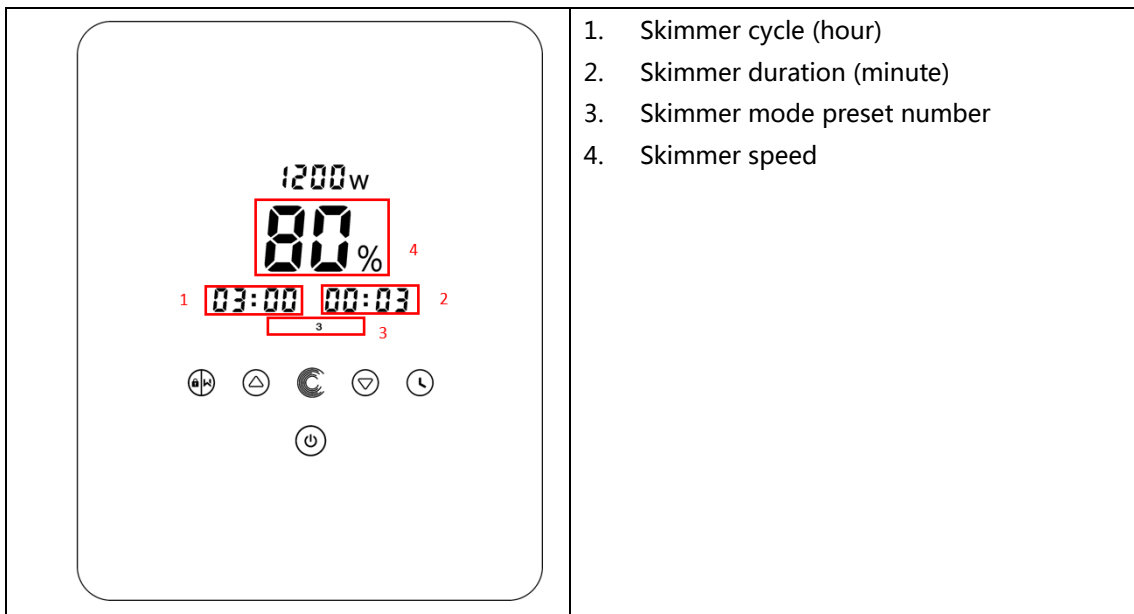 1200w
80% 4
1 03:00 00:03 2
3
3
1. Skimmer cycle (hour)
2. Skimmer duration (minute)
3. Skimmer mode preset number
4. Skimmer speed